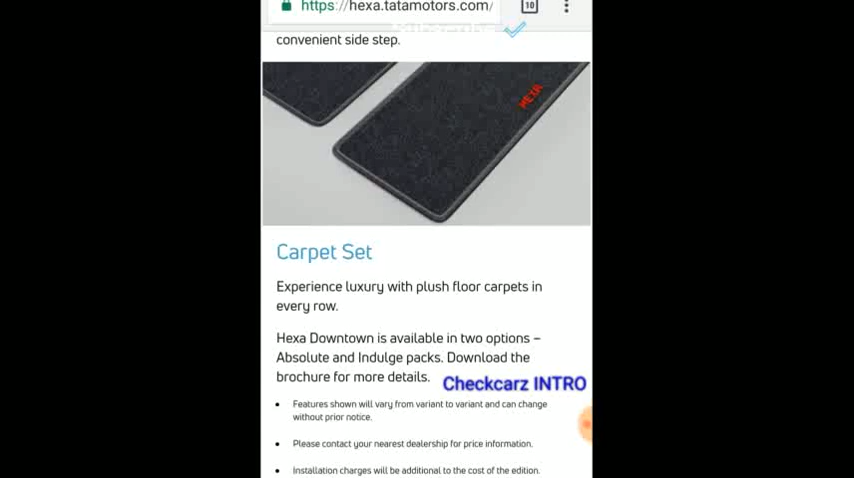 https://hexa.tatamotors.com/
10
Subscribe
convenient side step.
HEXA
Carpet Set
Experience luxury with plush floor carpets in
every row.
Hexa Downtown is available in two options –
Absolute and Indulge packs. Download the
brochure for more details.
Checkcarz INTRO
Features shown will vary from variant to variant and can change
without prior notice.
Please contact your nearest dealership for price information.
Installation charges will be additional to the cost of the edition.